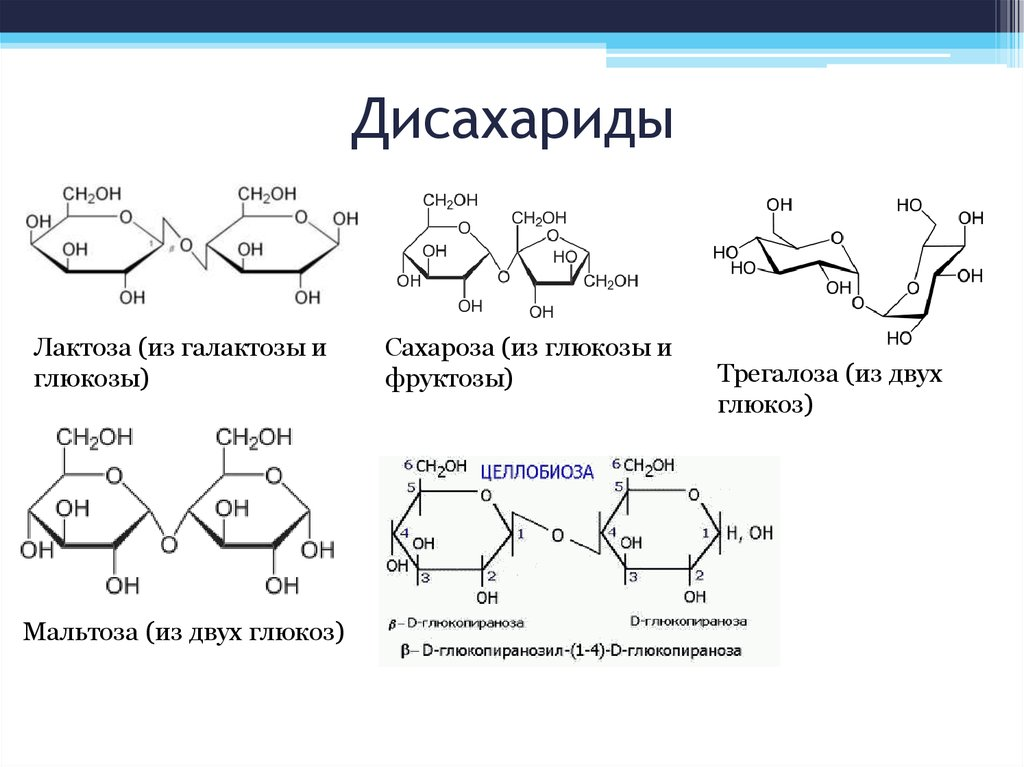 Дисахариды
CH₂OH CH₂OH
OH O O OH
OH 1 β O OH
OH OH
CH₂OH
O CH₂OH
O
OH HO
OH O CH₂OH
OH OH
OH HO
OH
O
HO
HO OH
OH O
O
HO
Лактоза (из галактозы и
глюкозы)
Сахароза (из глюкозы и
фруктозы)
Трегалоза (из двух
глюкоз)
CH₂OH CH₂OH
O O
OH OH
OH O OH
OH OH
Мальтоза (из двух глюкоз)
6 CH₂OH ЦЕЛЛОБИОЗА 6 CH₂OH
5 O 5 O
4 1 O 4 1 H, OH
OH OH
OH 3 2 3 2
OH OH
β– D-глюкопираноза D-глюкопираноза
β– D-глюкопиранозил-(1-4)-D-глюкопираноза